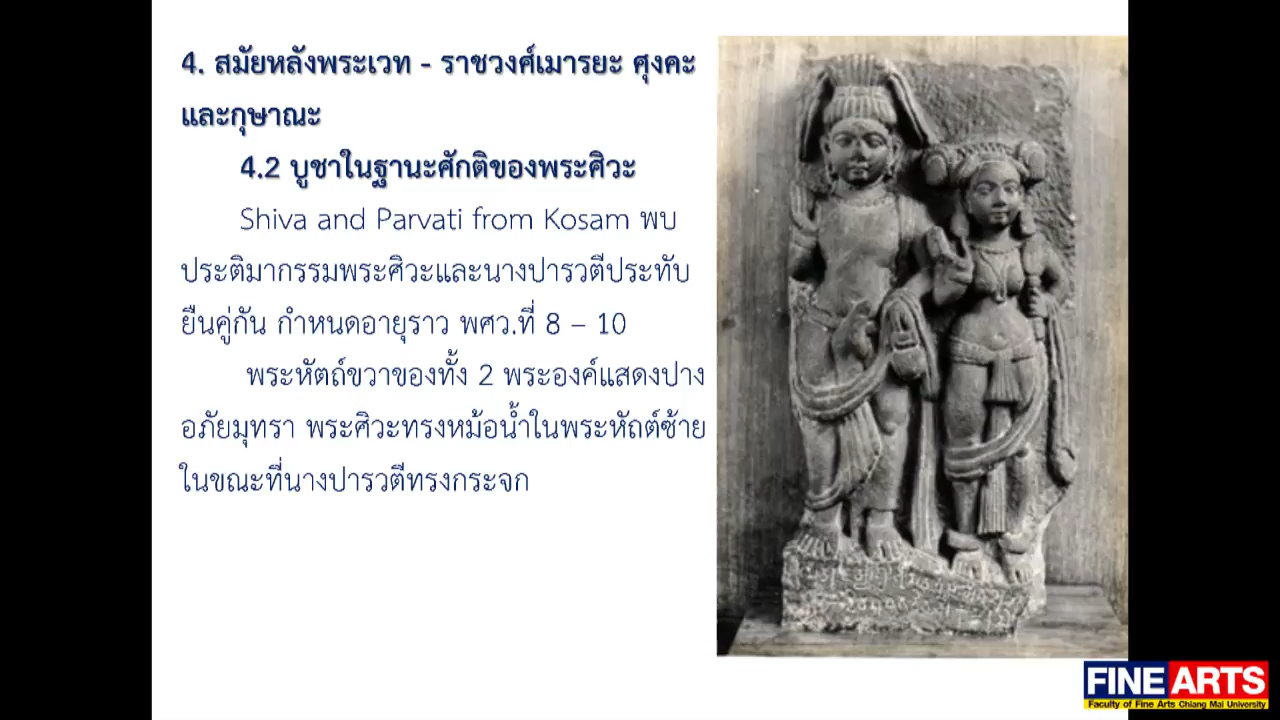 4. สมัยหลังพระเวท - ราชวงศ์เมารยะ ศุงคะ
และกุษาณะ
4.2 บูชาในฐานะศักติของพระศิวะ
Shiva and Parvati from Kosam พบ
ประติมากรรมพระศิวะและนางปารวตีประทับ
ยืนคู่กัน กำหนดอายุราว พศว.ที่ 8 – 10
พระหัตถ์ขวาของทั้ง 2 พระองค์แสดงปาง
อภัยมุทรา พระศิวะทรงหม้อน้ำในพระหัถต์ซ้าย
ในขณะที่นางปารวตีทรงกระจก
FINE ARTS
Faculty of Fine Arts Chiang Mai University